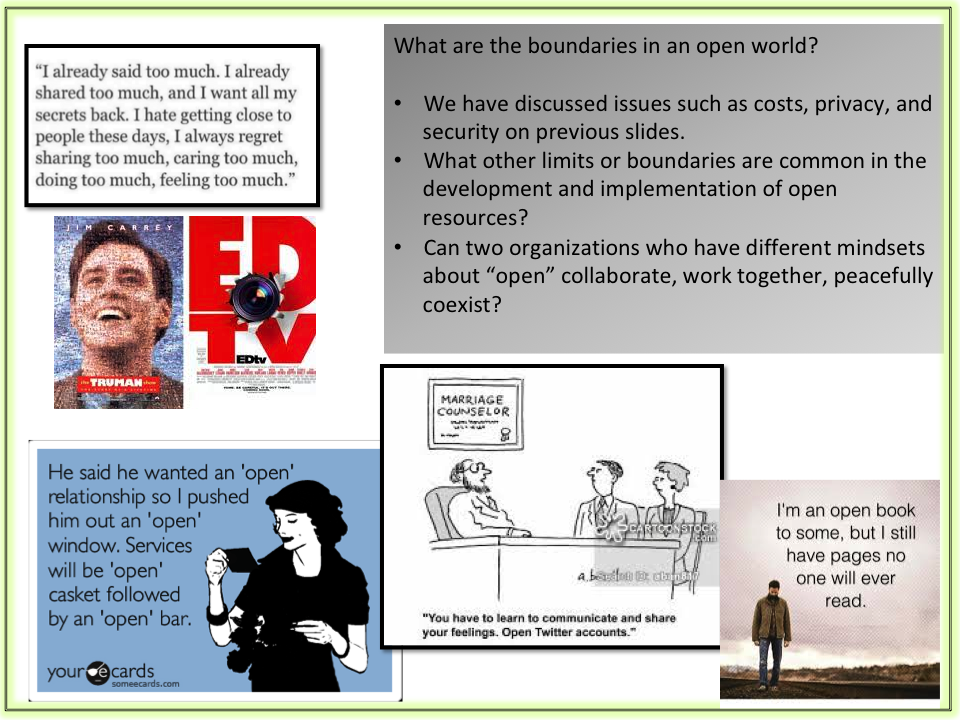 What are the boundaries in an open world?
• We have discussed issues such as costs, privacy, and
security on previous slides.
• What other limits or boundaries are common in the
development and implementation of open
resources?
• Can two organizations who have different mindsets
about “open” collaborate, work together, peacefully
coexist?
“I already said too much. I already
shared too much, and I want all my
secrets back. I hate getting close to
people these days, I always regret
sharing too much, caring too much,
doing too much, feeling too much.”
JIM CARREY
the TRUMAN show
ED
TV
EDtv
He said he wanted an 'open'
relationship so I pushed
him out an 'open'
window. Services
will be 'open'
casket followed
by an 'open' bar.
your e cards
someecards.com
MARRIAGE
COUNSELOR
CARTOONSTOCK
.com
"You have to learn to communicate and share
your feelings. Open Twitter accounts."
I'm an open book
to some, but I still
have pages no
one will ever
read.